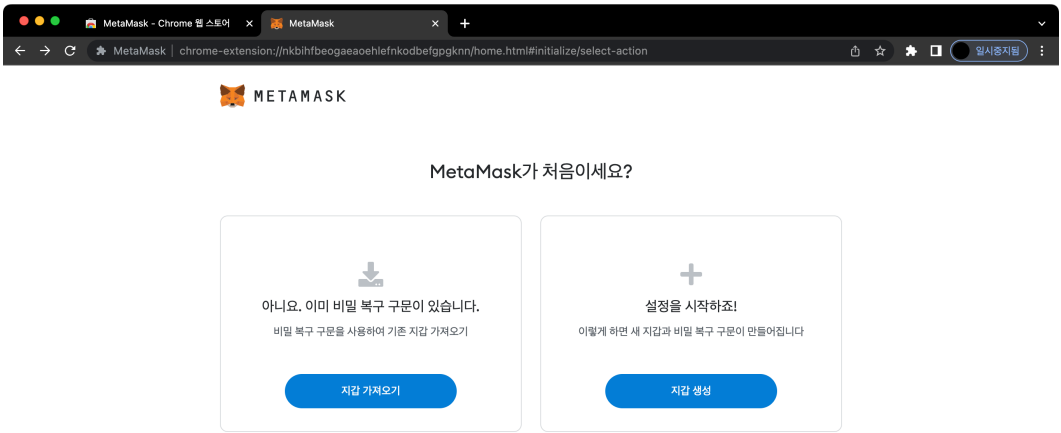 MetaMask - Chrome 웹 스토어
MetaMask
MetaMask | chrome-extension://nkbihfbeogaeaoehlefnkodbefgpgknn/home.html#initialize/select-action
일시중지됨
METAMASK
MetaMask가 처음이세요?
아니요. 이미 비밀 복구 구문이 있습니다.
비밀 복구 구문을 사용하여 기존 지갑 가져오기
지갑 가져오기
설정을 시작하죠!
이렇게 하면 새 지갑과 비밀 복구 구문이 만들어집니다
지갑 생성